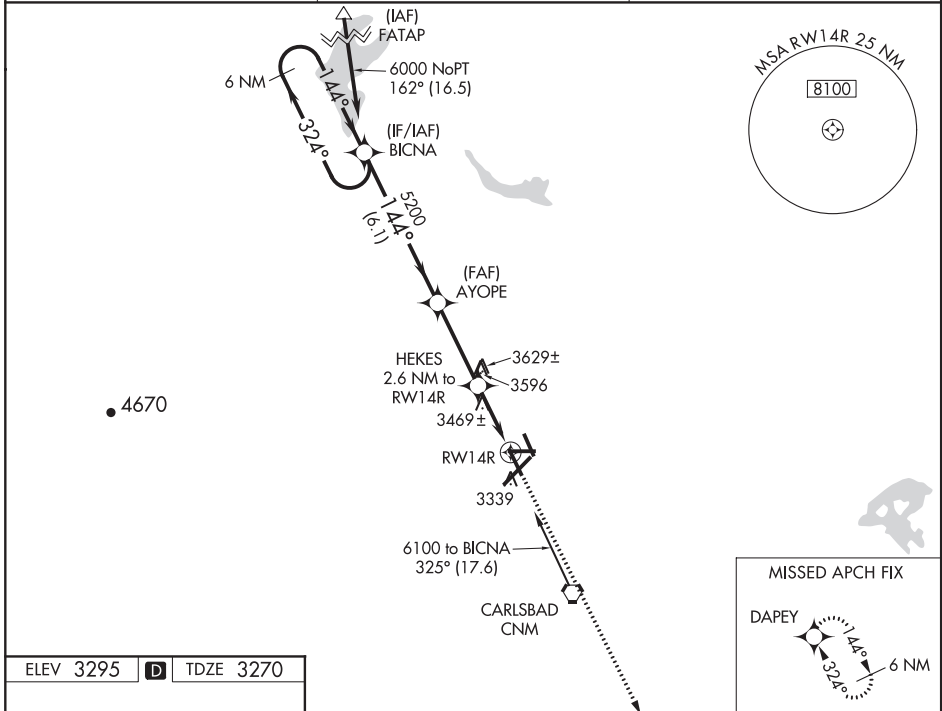 (IAF)
FATAP
6 NM
6000 NoPT
162° (16.5)
144°
324°
(IF/IAF)
BICNA
MSA RW14R 25 NM
8100
5200
144°
(6.1)
(FAF)
AYOPE
HEKES
2.6 NM to
RW14R
3629±
3596
3469±
4670
RW14R
3339
6100 to BICNA
325° (17.6)
CARLSBAD
CNM
MISSED APCH FIX
DAPEY
144°
324°
6 NM
ELEV 3295 D TDZE 3270